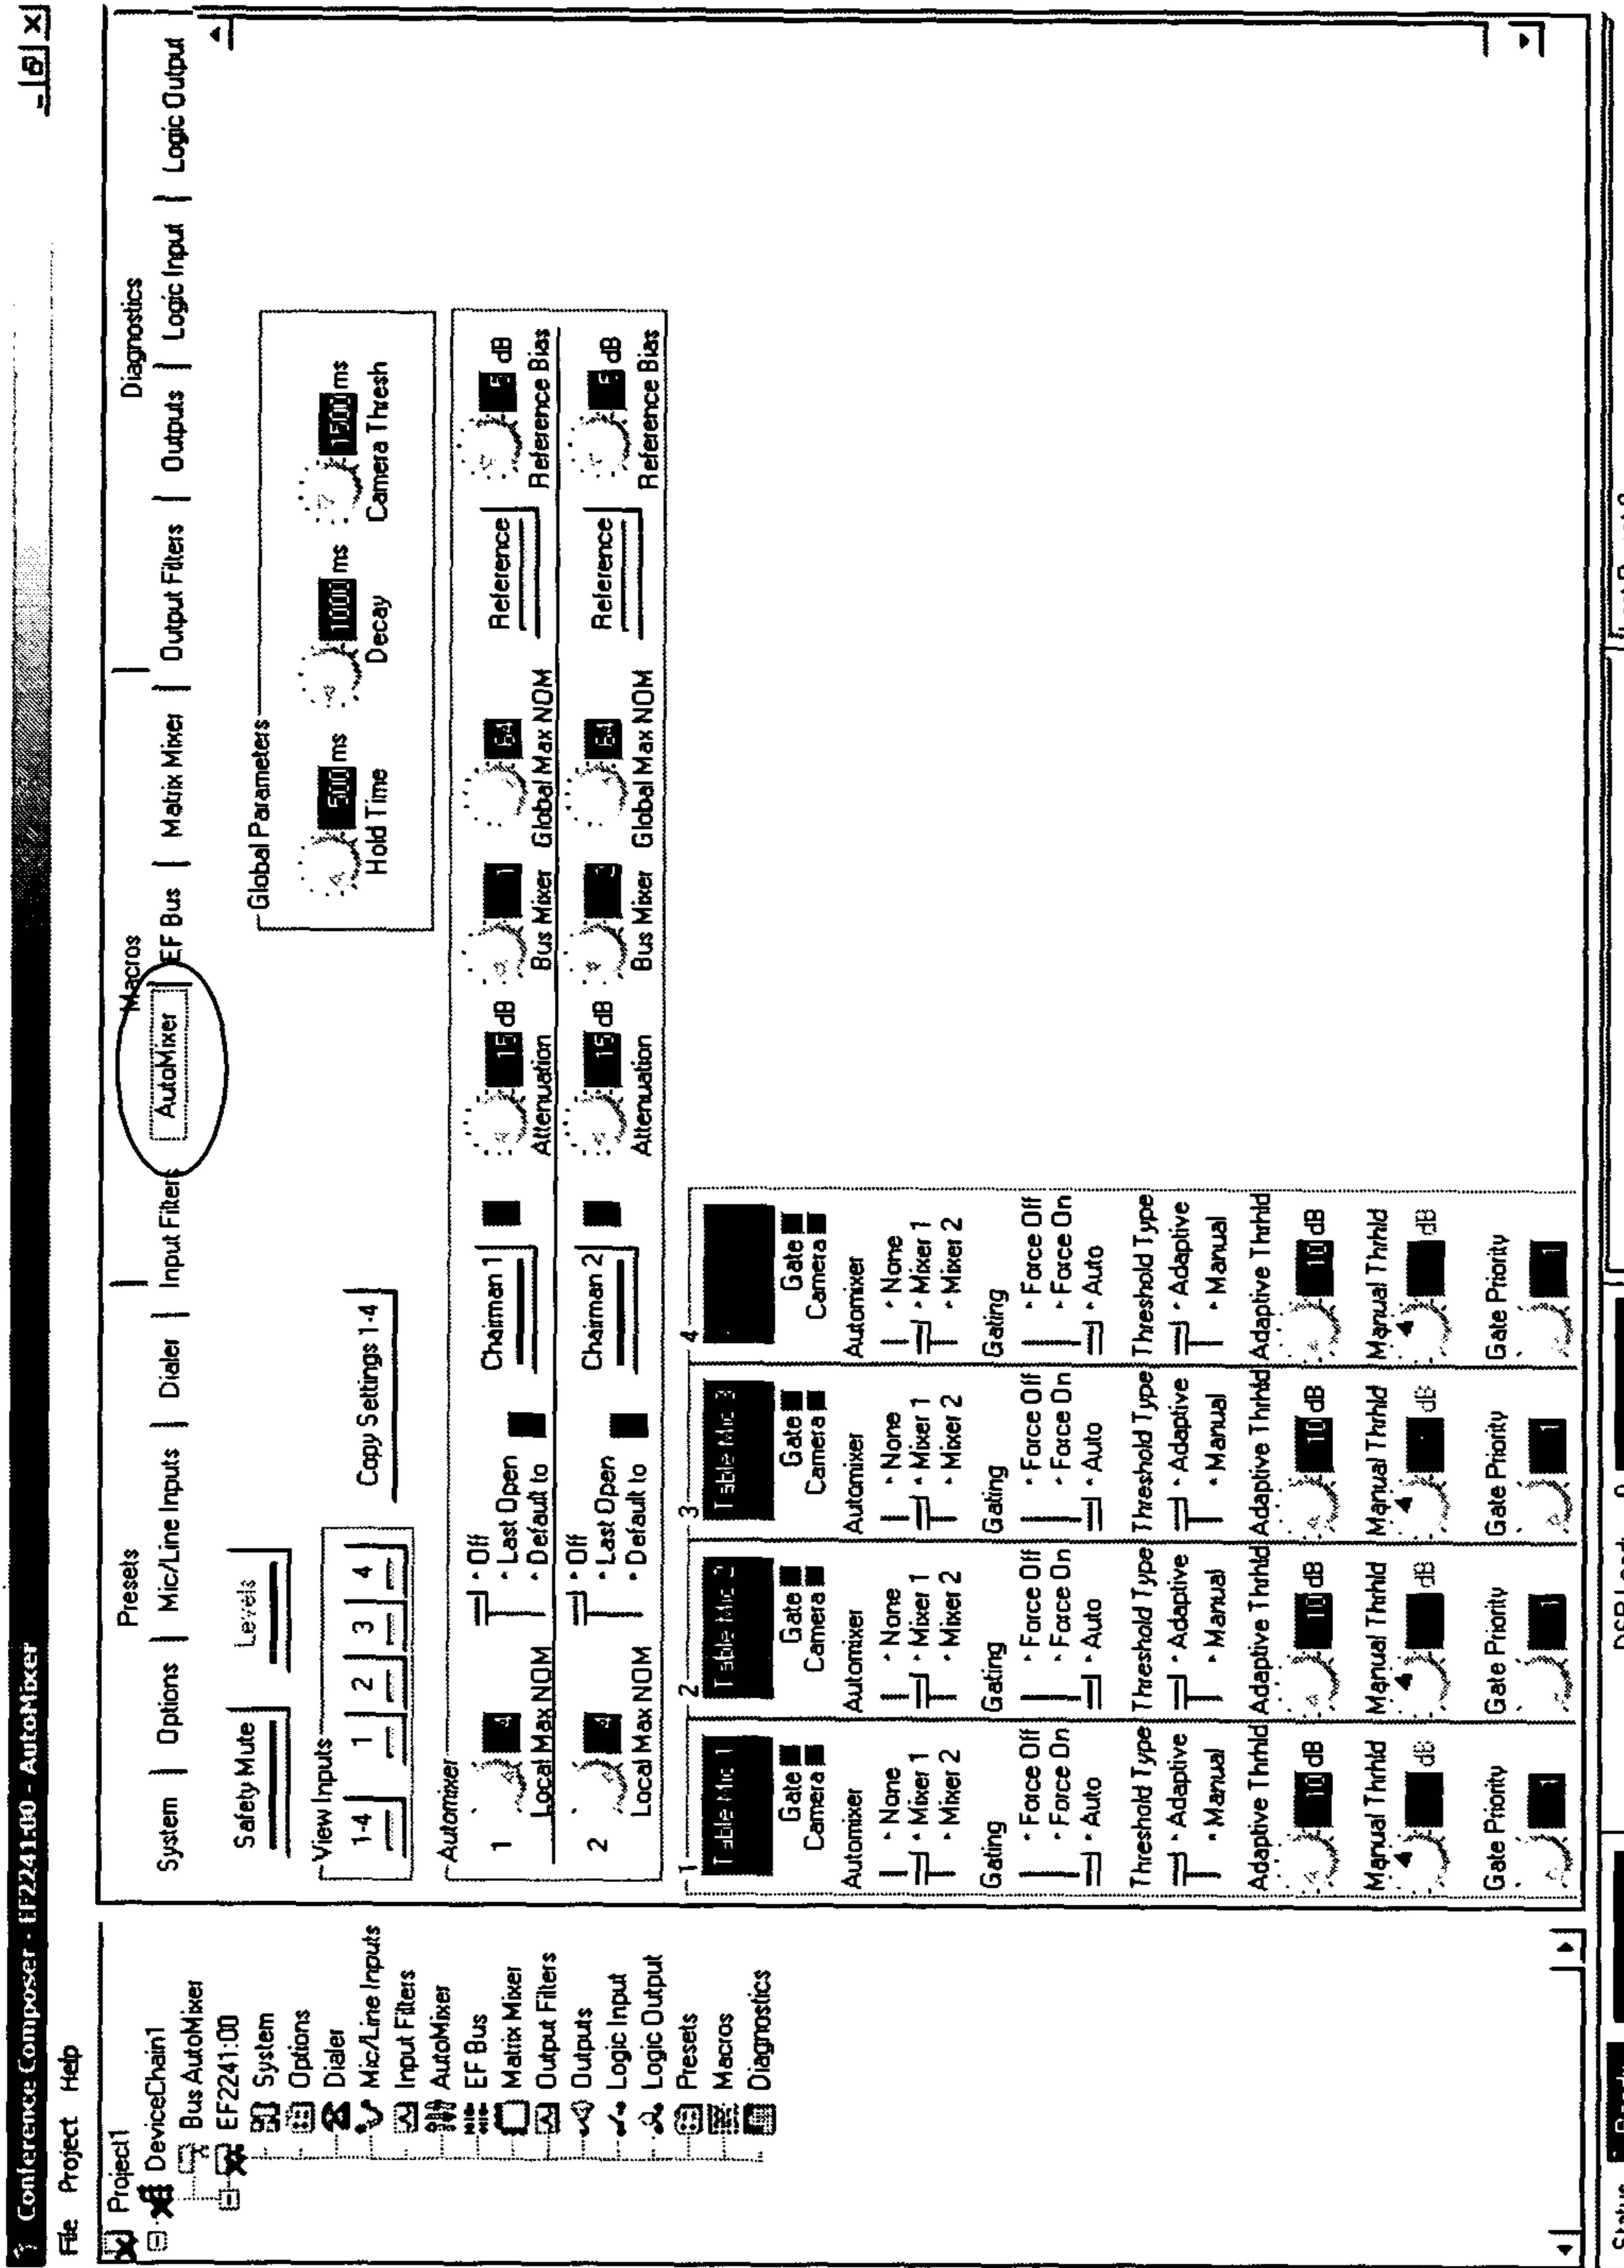 Conference Composer - EF2241:00 - AutoMixer
File Project Help
Project1
DeviceChain1
Bus AutoMixer
EF2241:00
System
Options
Dialer
Mic/Line Inputs
Input Filters
AutoMixer
EF Bus
Matrix Mixer
Output Filters
Outputs
Logic Input
Logic Output
Presets
Macros
Diagnostics
Presets Macros Diagnostics
System Options Mic/Line Inputs Dialer Input Filters AutoMixer EF Bus Matrix Mixer Output Filters Outputs Logic Input Logic Output
Safety Mute Levels
View Inputs
1-4 1 2 3 4 Copy Settings 1-4
Global Parameters
500 ms 1000 ms 1500 ms
Hold Time Decay Camera Thresh
Automixer
1 4 Off Last Open Default to Chairman 1 15 dB 1 64 Reference 5 dB
Local Max NOM Attenuation Bus Mixer Global Max NOM Reference Bias
2 4 Off Last Open Default to Chairman 2 15 dB 64 Reference 5 dB
Local Max NOM Attenuation Bus Mixer Global Max NOM Reference Bias
1 2 3 4
Table Mic 1 Table Mic 2 Table Mic 3
Gate Gate Gate Gate
Camera Camera Camera Camera
Automixer Automixer Automixer Automixer
None None None None
Mixer 1 Mixer 1 Mixer 1 Mixer 1
Mixer 2 Mixer 2 Mixer 2 Mixer 2
Gating Gating Gating Gating
Force Off Force Off Force Off Force Off
Force On Force On Force On Force On
Auto Auto Auto Auto
Threshold Type Threshold Type Threshold Type Threshold Type
Adaptive Adaptive Adaptive Adaptive
Manual Manual Manual Manual
Adaptive Thrhld Adaptive Thrhld Adaptive Thrhld Adaptive Thrhld
10 dB 10 dB 10 dB 10 dB
Manual Thrhld Manual Thrhld Manual Thrhld Manual Thrhld
dB dB dB dB
Gate Priority Gate Priority Gate Priority Gate Priority
1 1 1 1